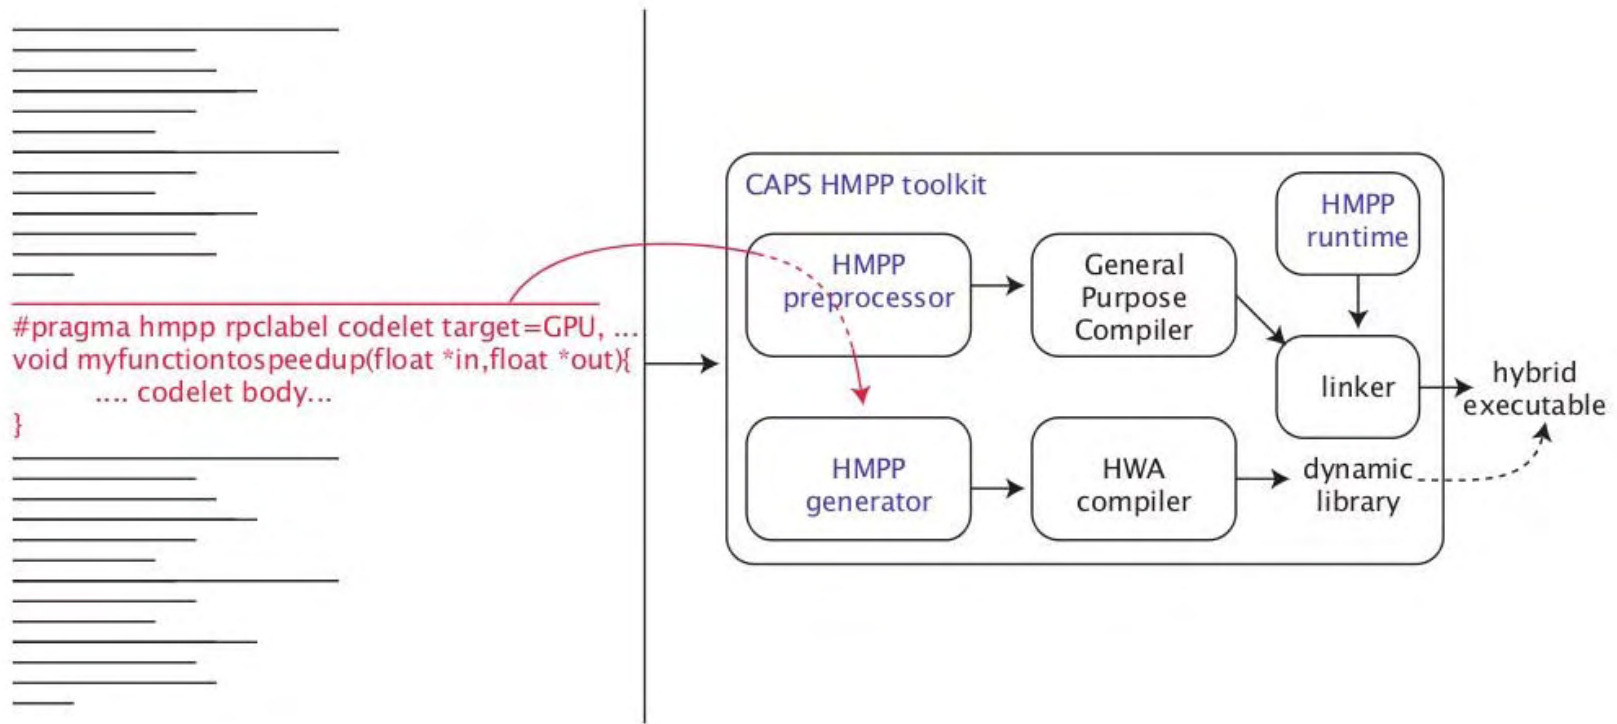 #pragma hmpp rpclabel codelet target=GPU, ...
void myfunctiontospeedup(float *in,float *out){
.... codelet body...
}
CAPS HMPP toolkit
HMPP
preprocessor
General
Purpose
Compiler
HMPP
runtime
linker
hybrid
executable
HMPP
generator
HWA
compiler
dynamic
library